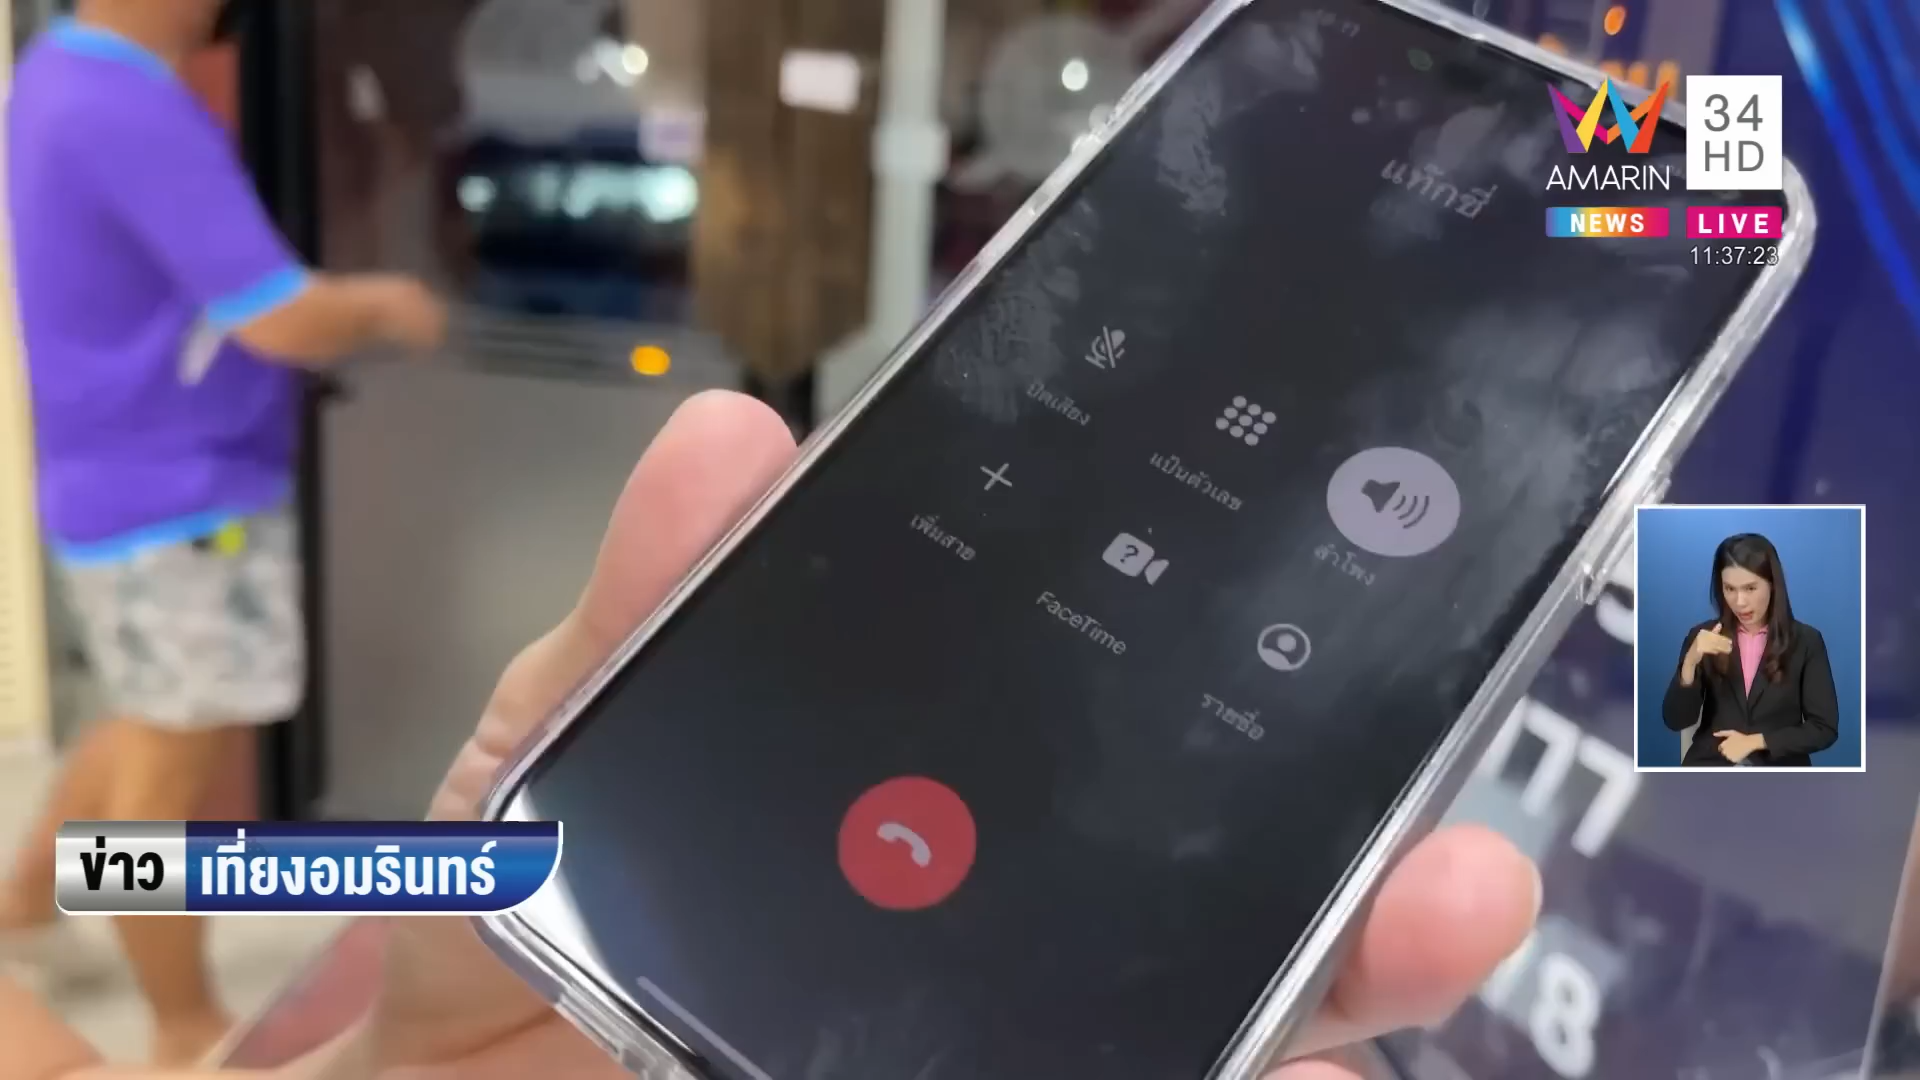 แท็กซี่
34
HD
AMARIN
NEWS
LIVE
11:37:23
ปิดเสียง
แป้นตัวเลข
ลำโพง
เพิ่มสาย
FaceTime
รายชื่อ
77
8
ข่าว
เที่ยงอมรินทร์